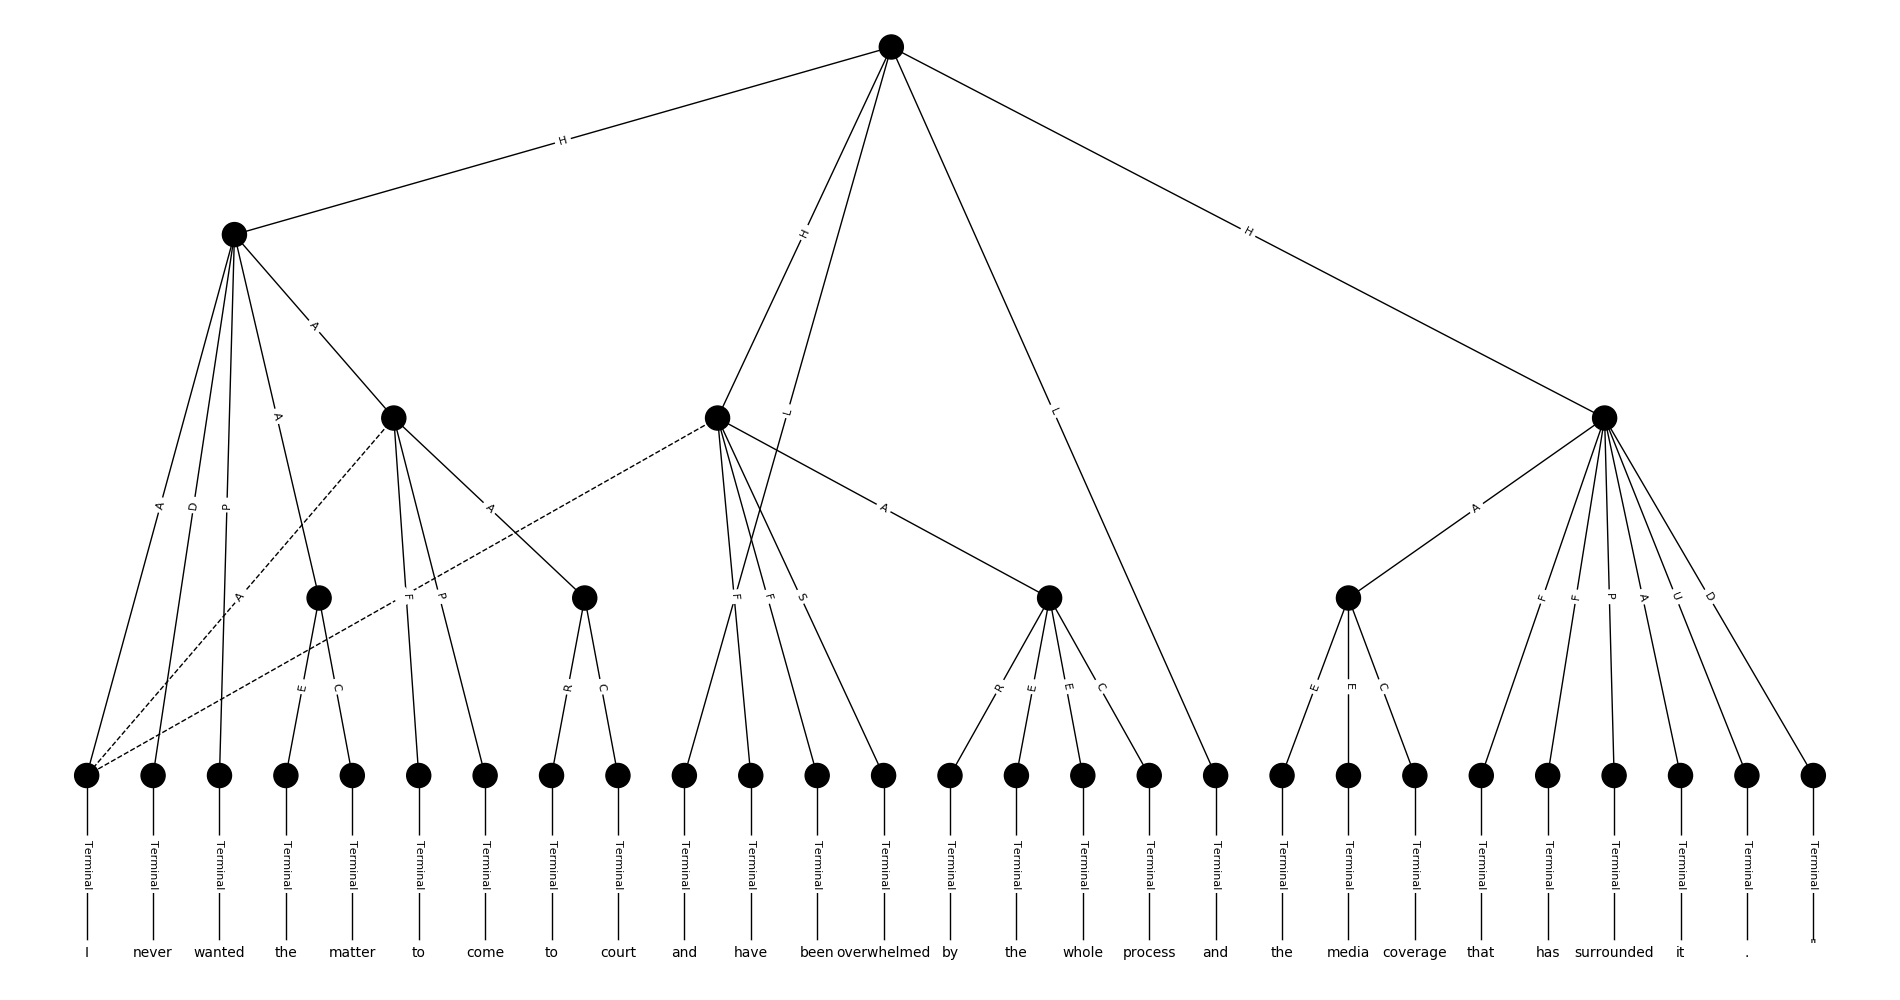 H
H
H
L
L
H
A
A
A
D
P
A
A
A
A
F
P
A
F
F
S
F
F
P
A
U
D
E
C
R
C
R
E
E
C
E
E
C
Terminal Terminal Terminal Terminal Terminal Terminal Terminal Terminal Terminal Terminal Terminal Terminal Terminal Terminal Terminal Terminal Terminal Terminal Terminal Terminal Terminal Terminal Terminal Terminal Terminal Terminal Terminal
I never wanted the matter to come to court and have been overwhelmed by the whole process and the media coverage that has surrounded it . "